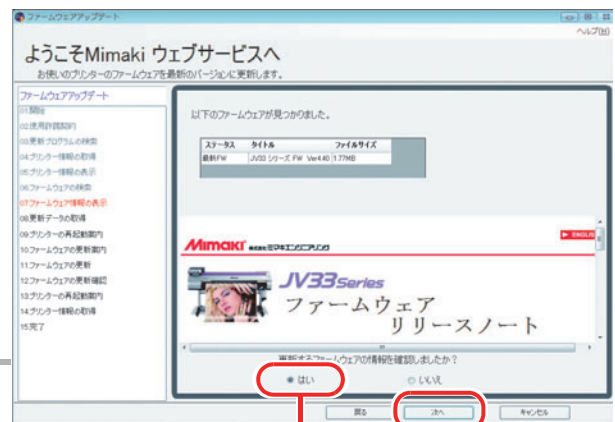 ファームウェアアップデート
ヘルプ(H)
ようこそMimaki ウェブサービスへ
お使いのプリンターのファームウェアを最新のバージョンに更新します。
ファームウェアアップデート
01.開始
02.使用許諾契約
03.更新プログラムの検索
04.プリンター情報の取得
05.プリンター情報の表示
06.ファームウェアの検索
07.ファームウェア情報の表示
08.更新データの取得
09.プリンターの再起動案内
10.ファームウェアの更新案内
11.ファームウェアの更新
12.ファームウェアの更新確認
13.プリンターの再起動案内
14.プリンター情報の取得
15.完了
以下のファームウェアが見つかりました。
ステータス タイトル ファイルサイズ
最新FW JV33 シリーズ FW Ver4.40 1.77MB
Mimaki 株式会社ミマキエンジニアリング
JV33Series
ファームウェア
リリースノート
更新するファームウェアの情報を確認しましたか？
はい いいえ
戻る 次へ キャンセル